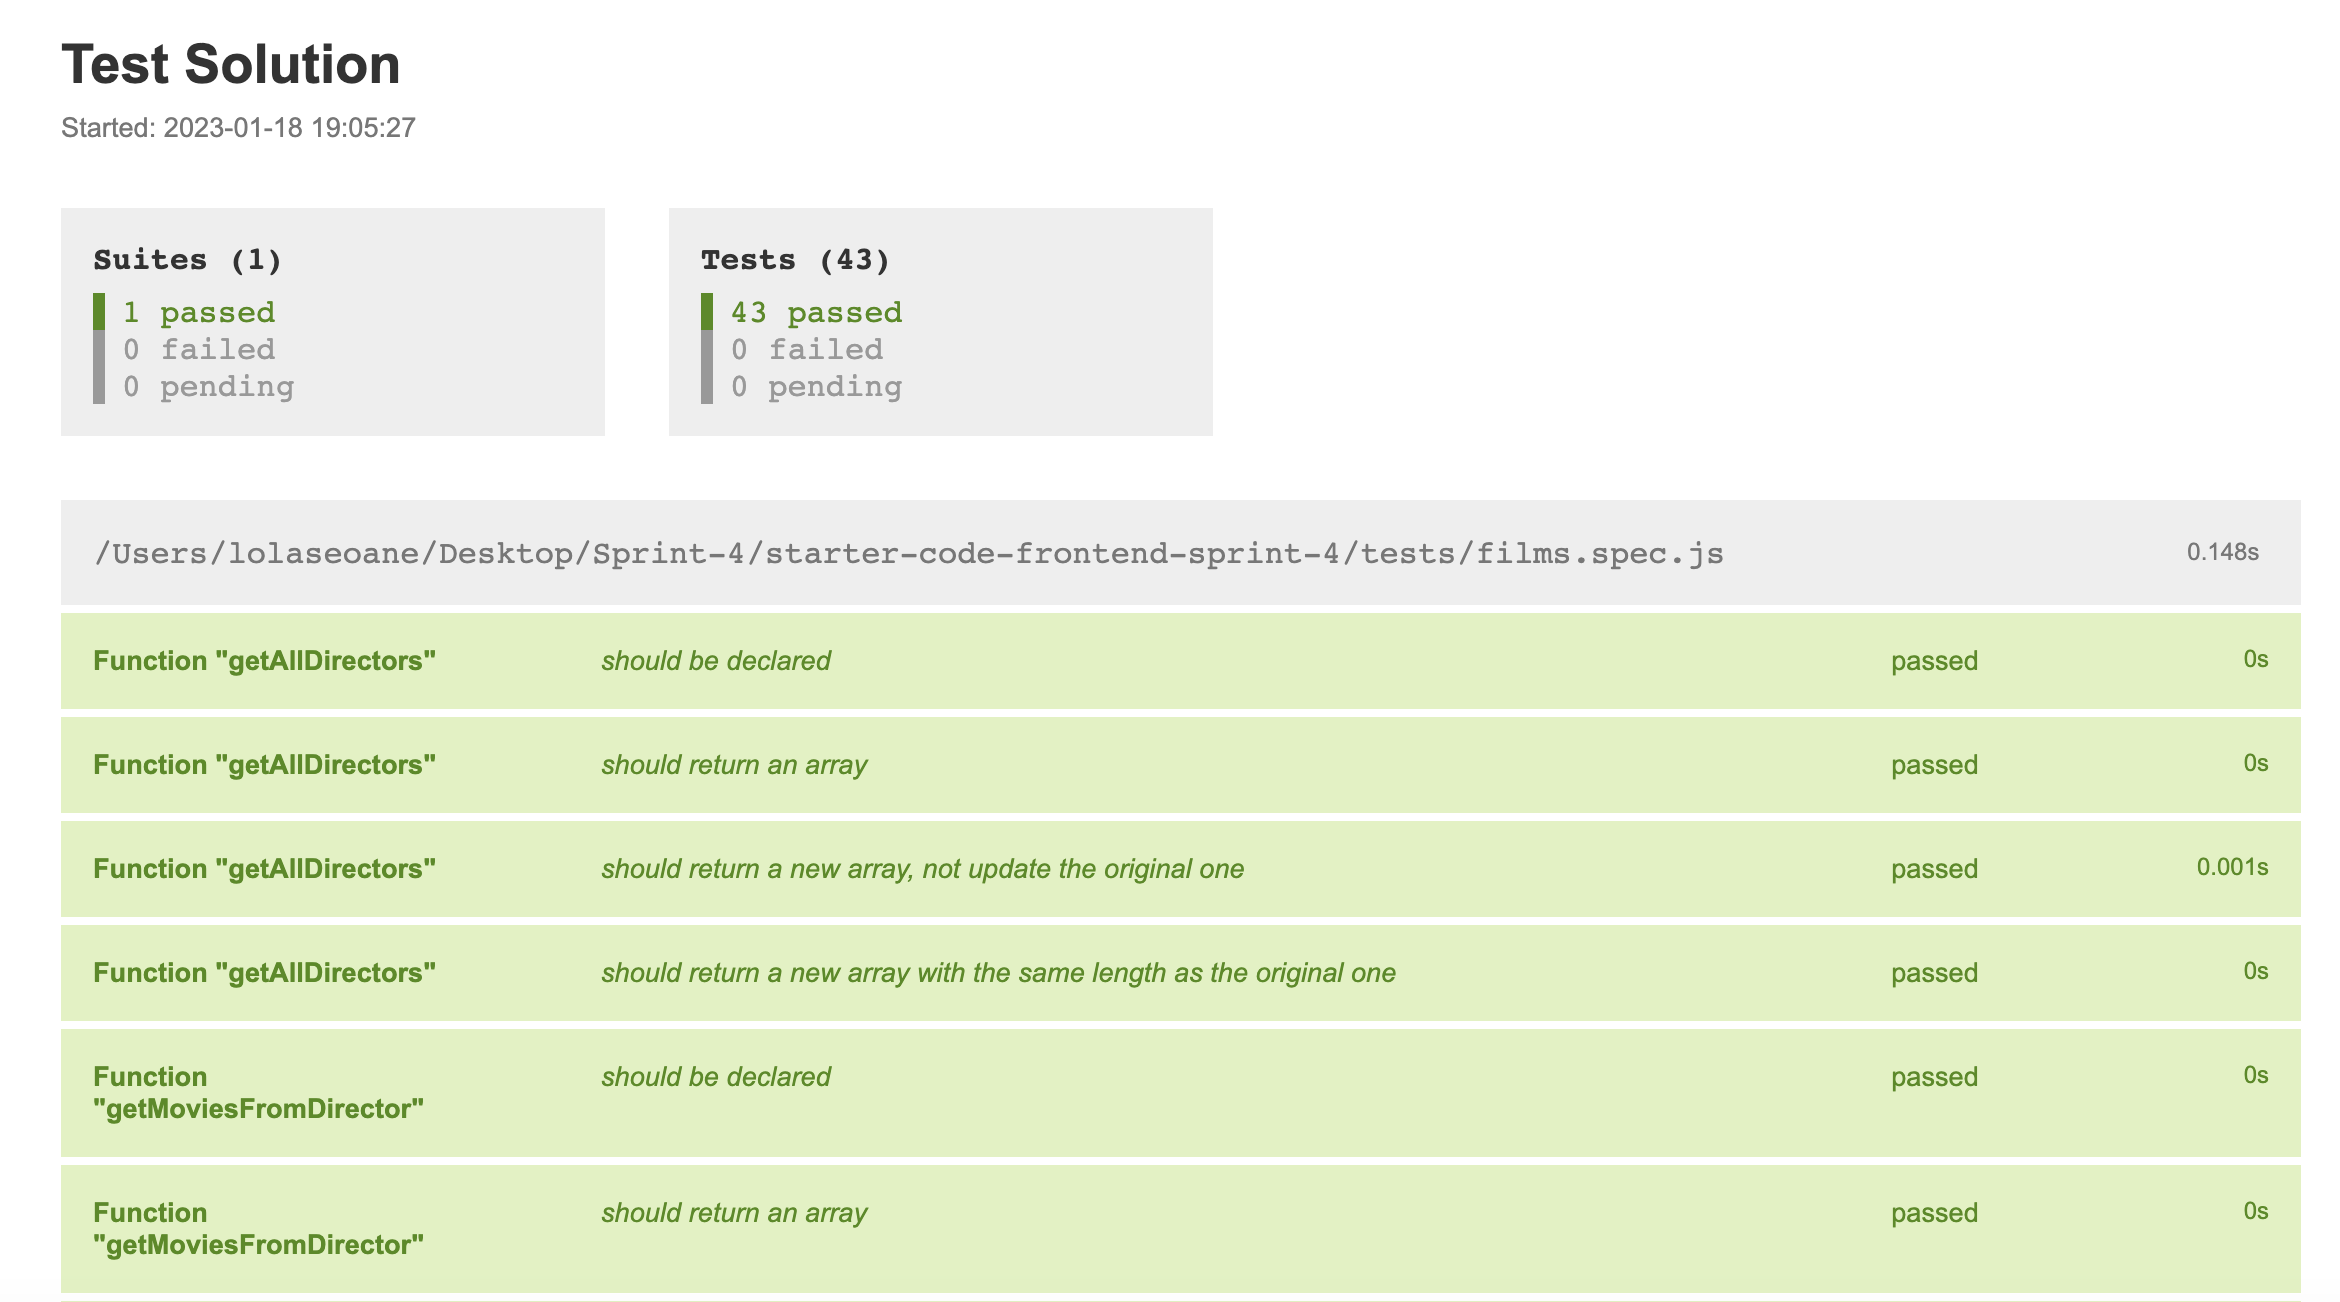 Test Solution
Started: 2023-01-18 19:05:27
Suites (1)
1 passed
0 failed
0 pending
Tests (43)
43 passed
0 failed
0 pending
/Users/lolaseoane/Desktop/Sprint-4/starter-code-frontend-sprint-4/tests/films.spec.js 0.148s
Function "getAllDirectors" should be declared passed 0s
Function "getAllDirectors" should return an array passed 0s
Function "getAllDirectors" should return a new array, not update the original one passed 0.001s
Function "getAllDirectors" should return a new array with the same length as the original one passed 0s
Function should be declared passed 0s
"getMoviesFromDirector"
Function should return an array passed 0s
"getMoviesFromDirector"